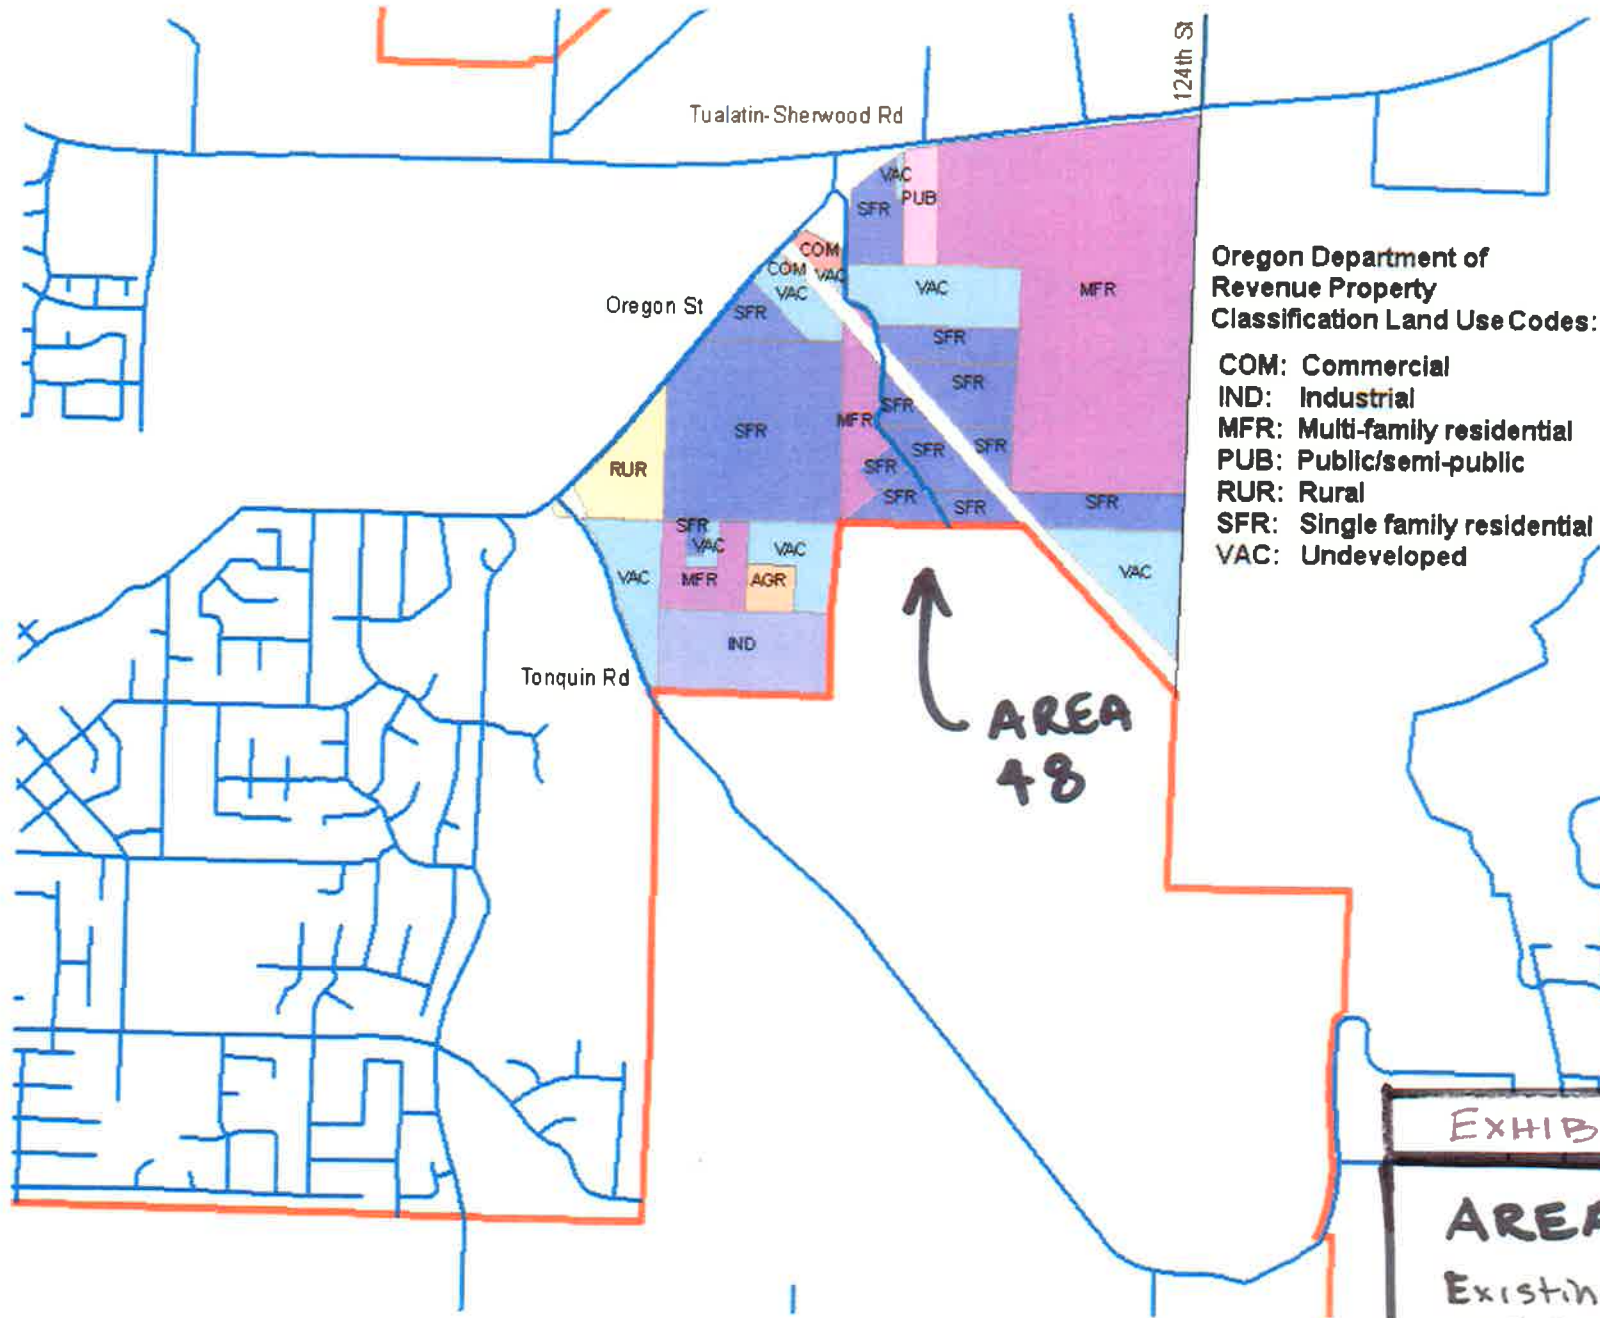 124th St
Tualatin-Sherwood Rd
VAC
PUB
SFR
COM
COM
VAC
VAC
VAC
MFR
Oregon St
SFR
SFR
SFR
SFR
MFR
SFR
SFR
SFR
SFR
RUR
SFR
SFR
SFR
SFR
VAC
VAC
VAC
MFR
AGR
VAC
IND
Tonquin Rd
Oregon Department of
Revenue Property
Classification Land Use Codes:
COM: Commercial
IND: Industrial
MFR: Multi-family residential
PUB: Public/semi-public
RUR: Rural
SFR: Single family residential
VAC: Undeveloped
AREA
48
EXHIB
AREA
Existin